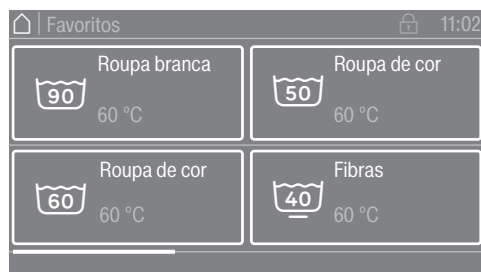 Favoritos 11:02
Roupa branca
90
60 °C
Roupa de cor
50
60 °C
Roupa de cor
60
60 °C
Fibras
40
60 °C